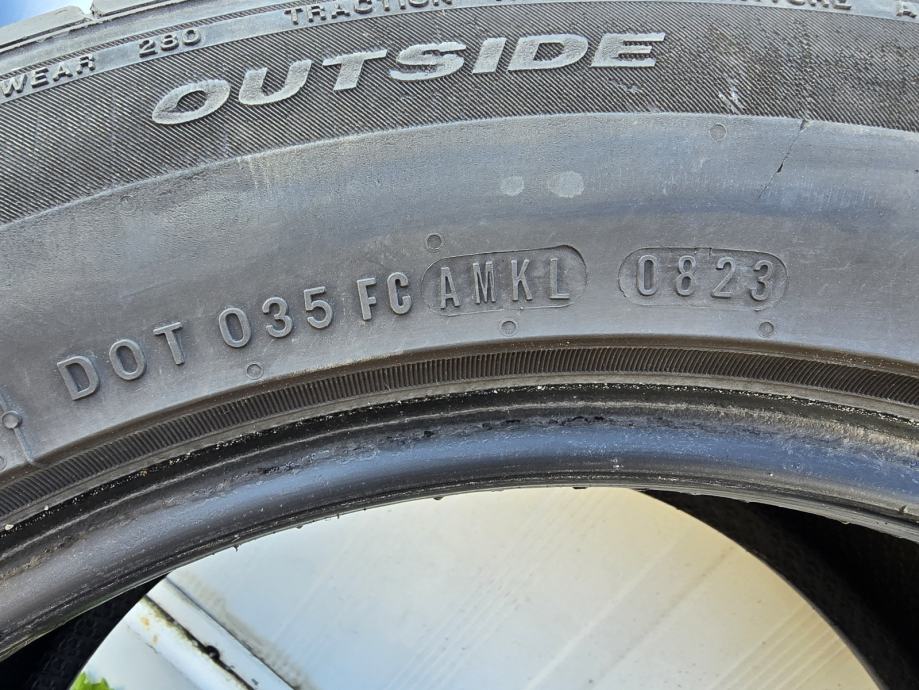 WEAR 280 TRACTION
OUTSIDE
DOT 035 FC AMKL 0823